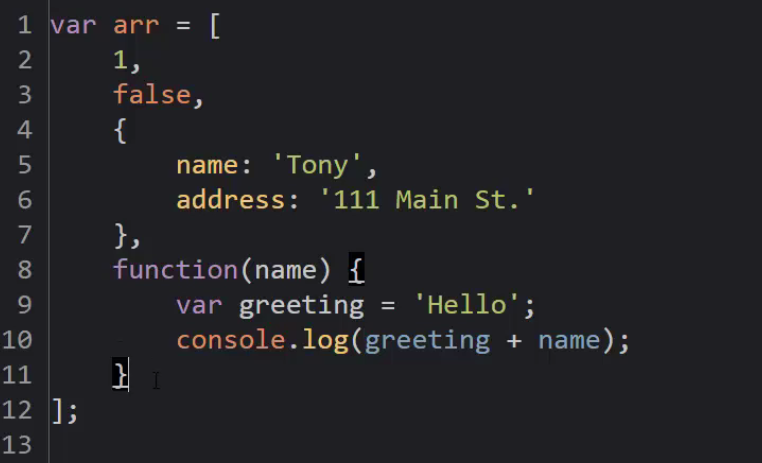 1 var arr = [
2     1,
3     false,
4     {
5         name: 'Tony',
6         address: '111 Main St.'
7     },
8     function(name) {
9         var greeting = 'Hello';
10         console.log(greeting + name);
11     }
12 ];
13